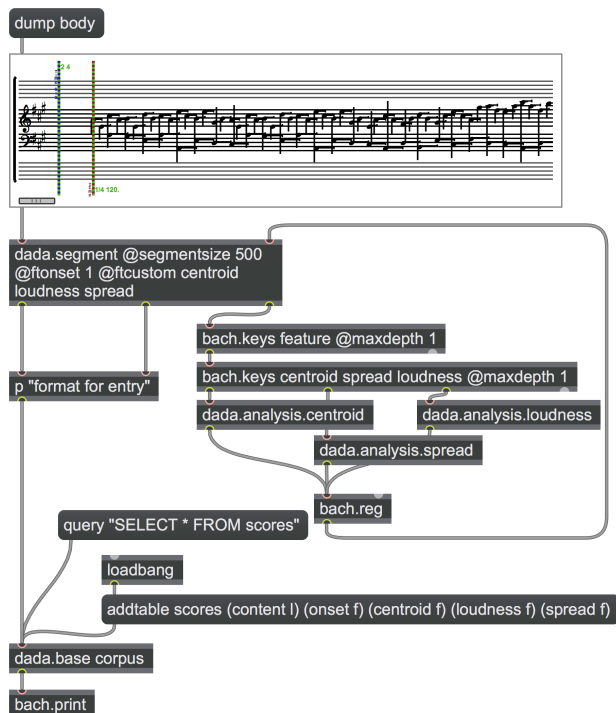 dump body
2 4
1/4 120.
dada.segment @segmentsize 500
@ftonset 1 @ftcustom centroid
loudness spread
bach.keys feature @maxdepth 1
p "format for entry"
bach.keys centroid spread loudness @maxdepth 1
dada.analysis.centroid
dada.analysis.loudness
dada.analysis.spread
bach.reg
query "SELECT * FROM scores"
loadbang
addtable scores (content l) (onset f) (centroid f) (loudness f) (spread f)
dada.base corpus
bach.print